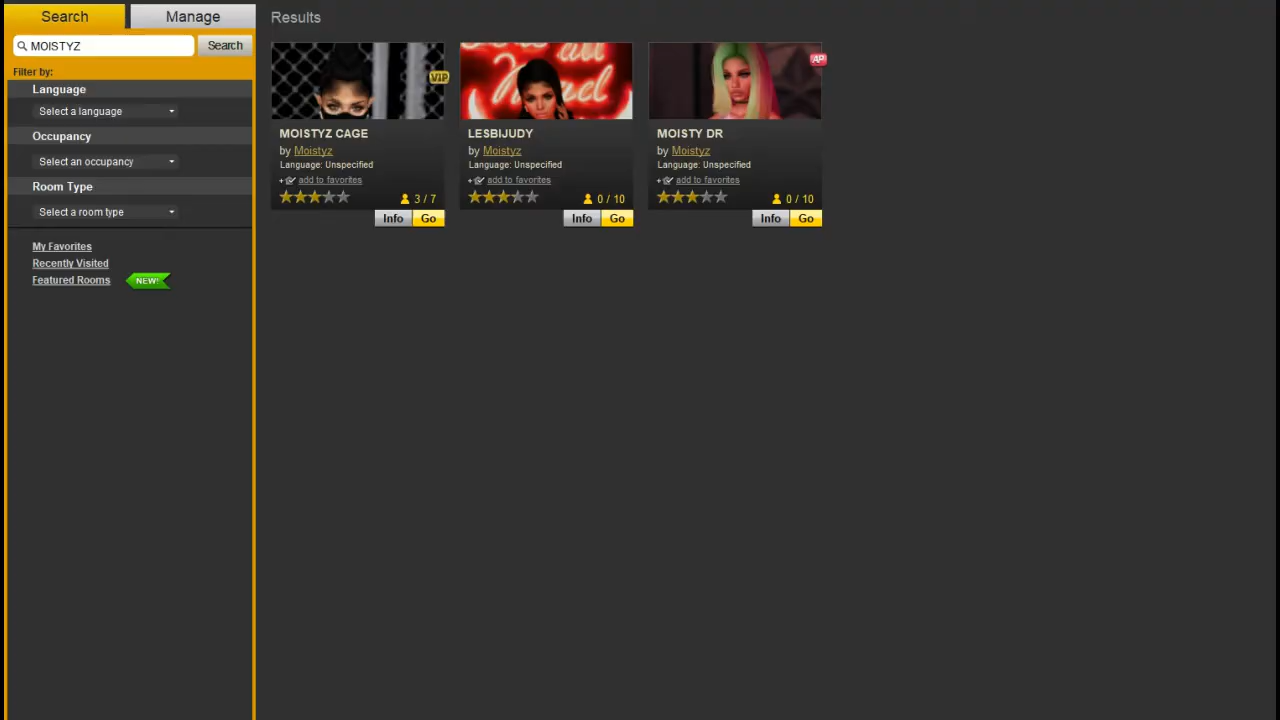 Search
Manage
Results
MOISTYZ
Search
Filter by:
Language
Select a language
Occupancy
Select an occupancy
Room Type
Select a room type
My Favorites
Recently Visited
Featured Rooms NEW!
VIP
MOISTYZ CAGE
by Moistyz
Language: Unspecified
+ add to favorites
3 / 7
Info Go
LESBIJUDY
by Moistyz
Language: Unspecified
+ add to favorites
0 / 10
Info Go
AP
MOISTY DR
by Moistyz
Language: Unspecified
+ add to favorites
0 / 10
Info Go